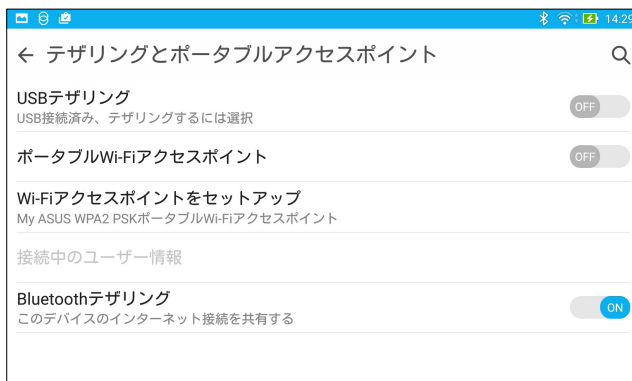 14:29
テザリングとポータブルアクセスポイント
USBテザリング
OFF
USB接続済み、テザリングするには選択
ポータブルWi-Fiアクセスポイント
OFF
Wi-Fiアクセスポイントをセットアップ
My ASUS WPA2 PSKポータブルWi-Fiアクセスポイント
接続中のユーザー情報
Bluetoothテザリング
ON
このデバイスのインターネット接続を共有する